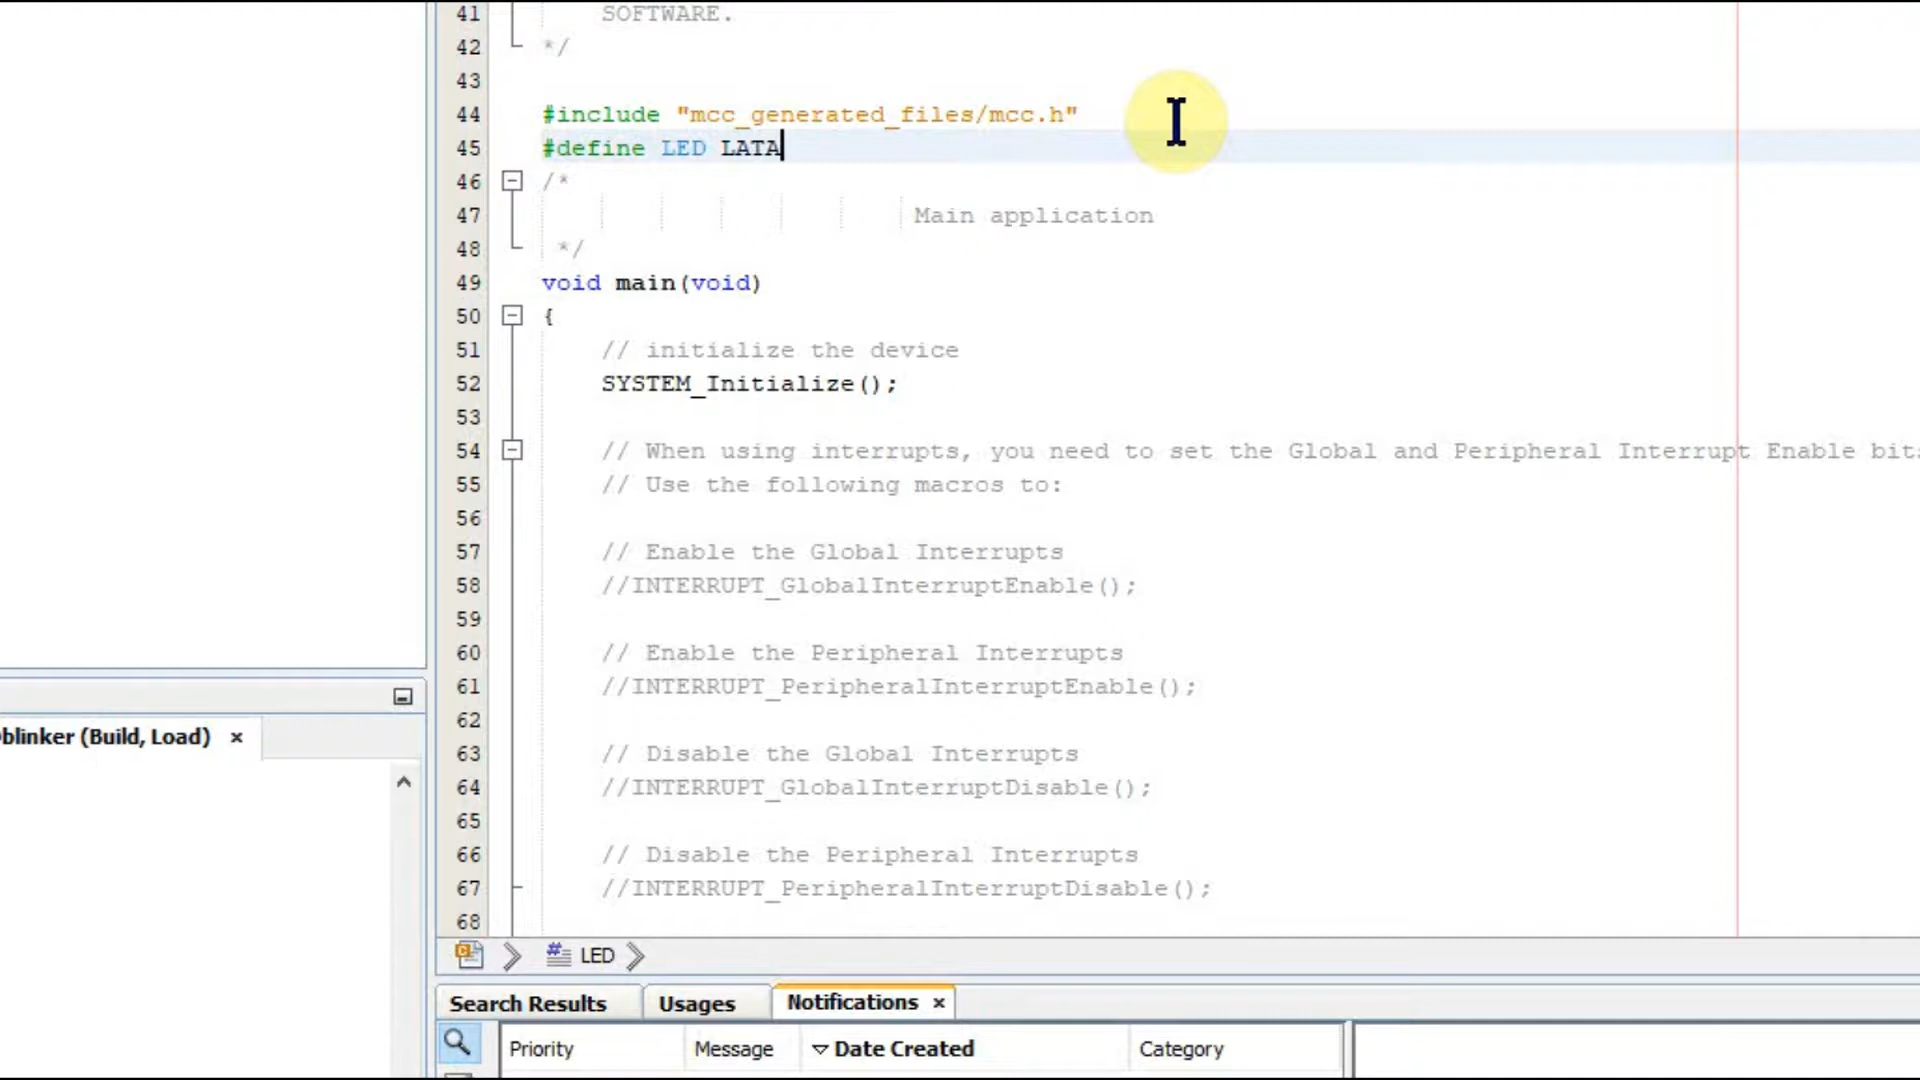 41 SOFTWARE.
42 */
43
44 #include "mcc_generated_files/mcc.h"
45 #define LED LATA
46 /*
47 Main application
48 */
49 void main(void)
50 {
51 // initialize the device
52 SYSTEM_Initialize();
53
54 // When using interrupts, you need to set the Global and Peripheral Interrupt Enable bits
55 // Use the following macros to:
56
57 // Enable the Global Interrupts
58 //INTERRUPT_GlobalInterruptEnable();
59
60 // Enable the Peripheral Interrupts
61 //INTERRUPT_PeripheralInterruptEnable();
62
63 // Disable the Global Interrupts
64 //INTERRUPT_GlobalInterruptDisable();
65
66 // Disable the Peripheral Interrupts
67 //INTERRUPT_PeripheralInterruptDisable();
68
blinker (Build, Load) ×
LED
Search Results Usages Notifications ×
Priority Message Date Created Category